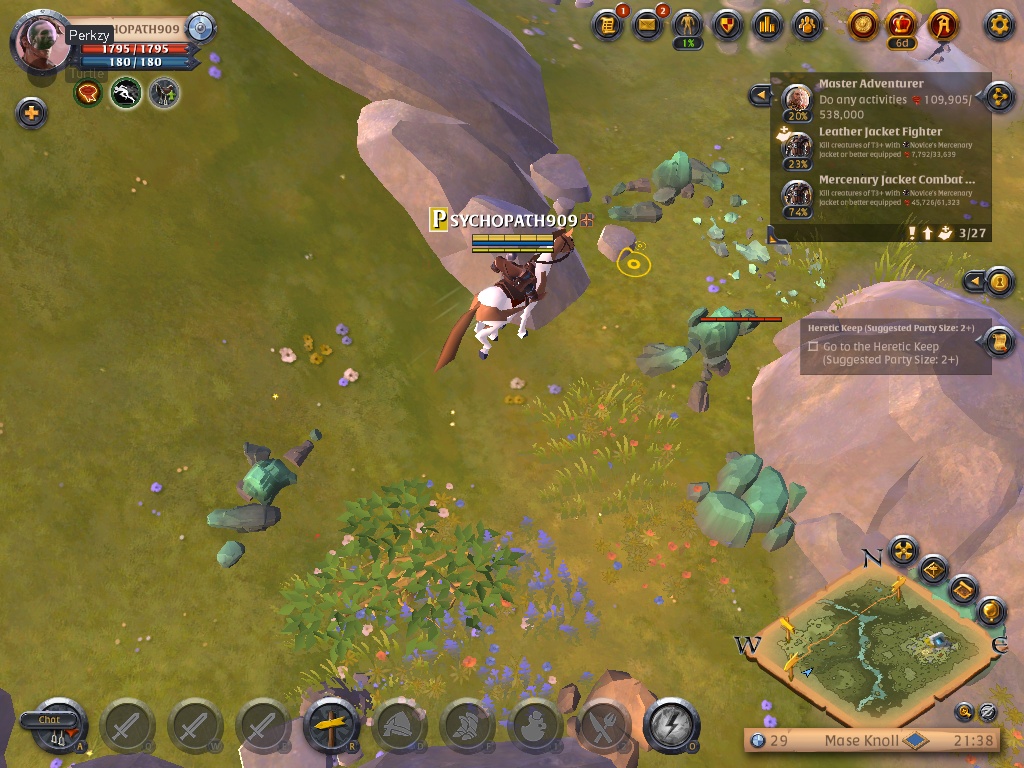 Perkzy
HOPATH909
1795/1795
180/180
Turtle
1
2
1%
6d
Master Adventurer
Do any activities 109,905/
538,000
20%
Leather Jacket Fighter
Kill creatures of T3+ with Novice's Mercenary
Jacket or better equipped 7,792/33,639
23%
Mercenary Jacket Combat ...
Kill creatures of T3+ with Novice's Mercenary
Jacket or better equipped 45,726/61,323
74%
3/27
PSYCHOPATH909
Heretic Keep (Suggested Party Size: 2+)
Go to the Heretic Keep
(Suggested Party Size: 2+)
N
W
E
Chat
A
Q
W
E
R
D
F
O
29
Mase Knoll
21:38